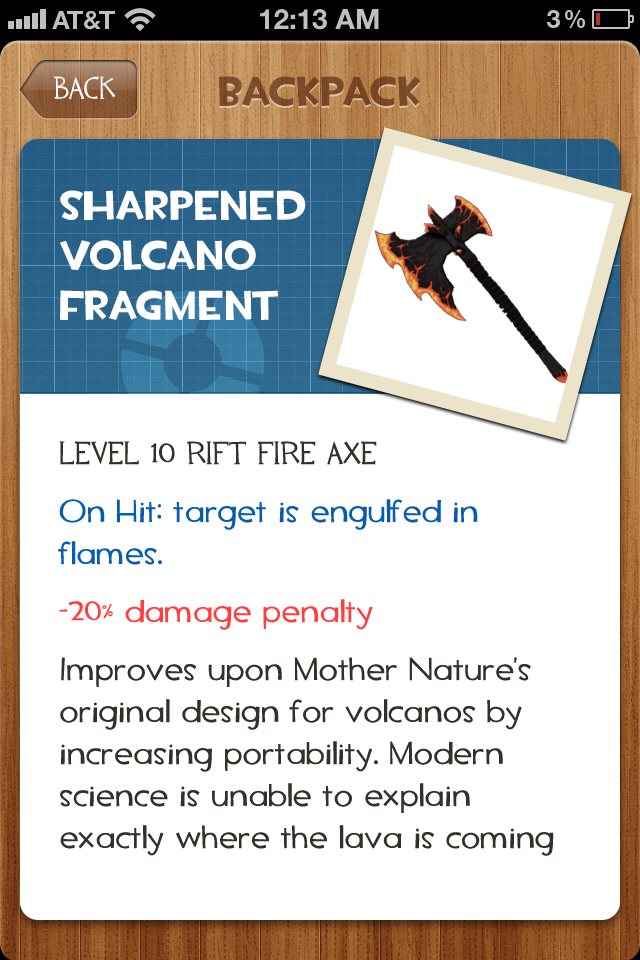 AT&T 12:13 AM 3%
BACK BACKPACK
SHARPENED
VOLCANO
FRAGMENT
LEVEL 10 RIFT FIRE AXE
On Hit: target is engulfed in
flames.
-20% damage penalty
Improves upon Mother Nature's
original design for volcanos by
increasing portability. Modern
science is unable to explain
exactly where the lava is coming